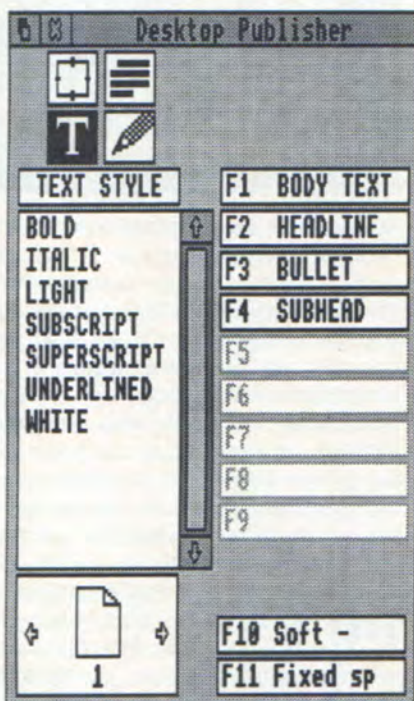 Desktop Publisher
T
TEXT STYLE
BOLD
ITALIC
LIGHT
SUBSCRIPT
SUPERSCRIPT
UNDERLINED
WHITE
F1 BODY TEXT
F2 HEADLINE
F3 BULLET
F4 SUBHEAD
F5
F6
F7
F8
F9
1
F10 Soft -
F11 Fixed sp